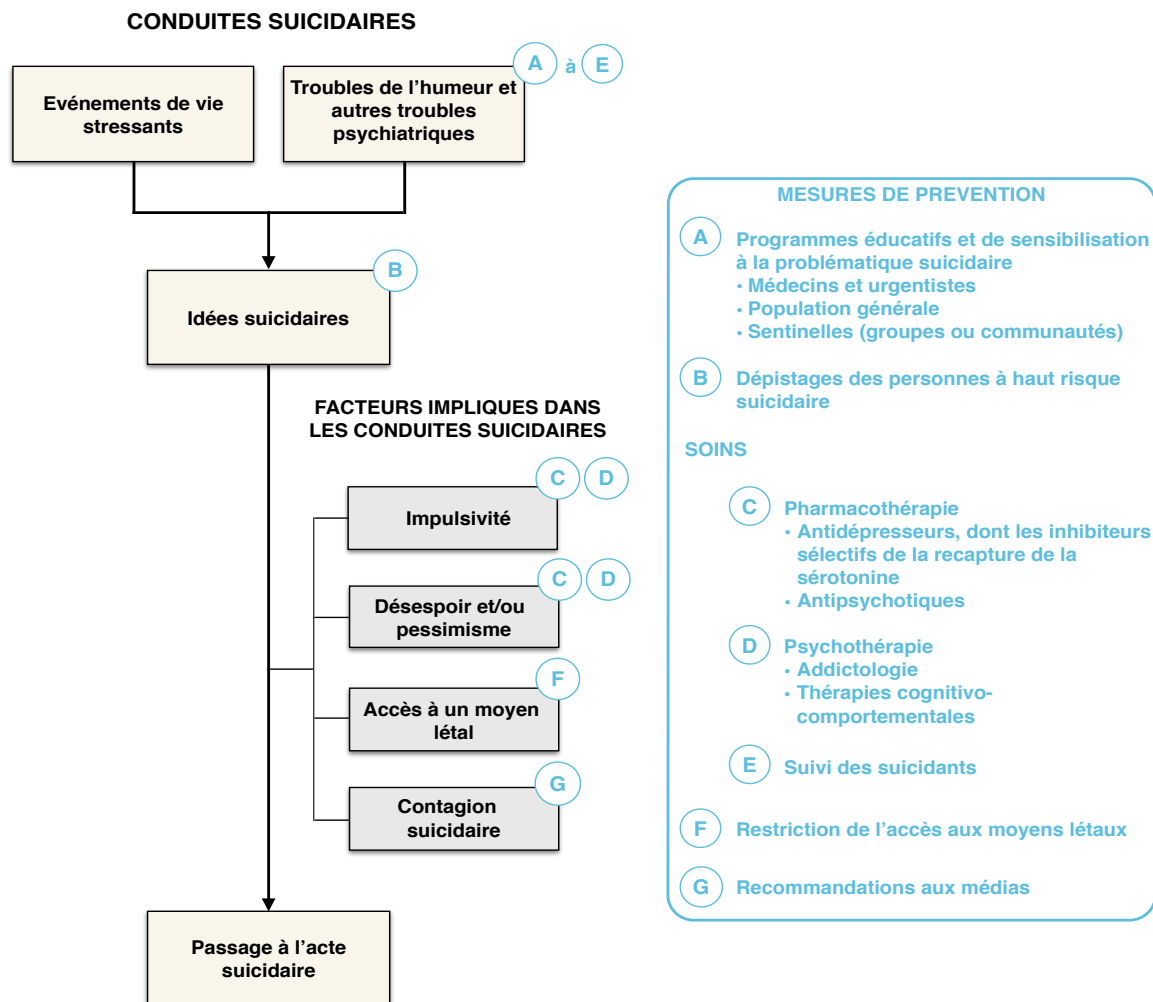 CONDUITES SUICIDAIRES
Evénements de vie
stressants
Troubles de l'humeur et
autres troubles
psychiatriques
A à E
Idées suicidaires
B
FACTEURS IMPLIQUES DANS
LES CONDUITES SUICIDAIRES
C D
Impulsivité
C D
Désespoir et/ou
pessimisme
F
Accès à un moyen
létal
G
Contagion
suicidaire
Passage à l'acte
suicidaire
MESURES DE PREVENTION
A Programmes éducatifs et de sensibilisation
à la problématique suicidaire
• Médecins et urgentistes
• Population générale
• Sentinelles (groupes ou communautés)
B Dépistages des personnes à haut risque
suicidaire
SOINS
C Pharmacothérapie
• Antidépresseurs, dont les inhibiteurs
sélectifs de la recapture de la
sérotonine
• Antipsychotiques
D Psychothérapie
• Addictologie
• Thérapies cognitivo-
comportementales
E Suivi des suicidants
F Restriction de l'accès aux moyens létaux
G Recommandations aux médias